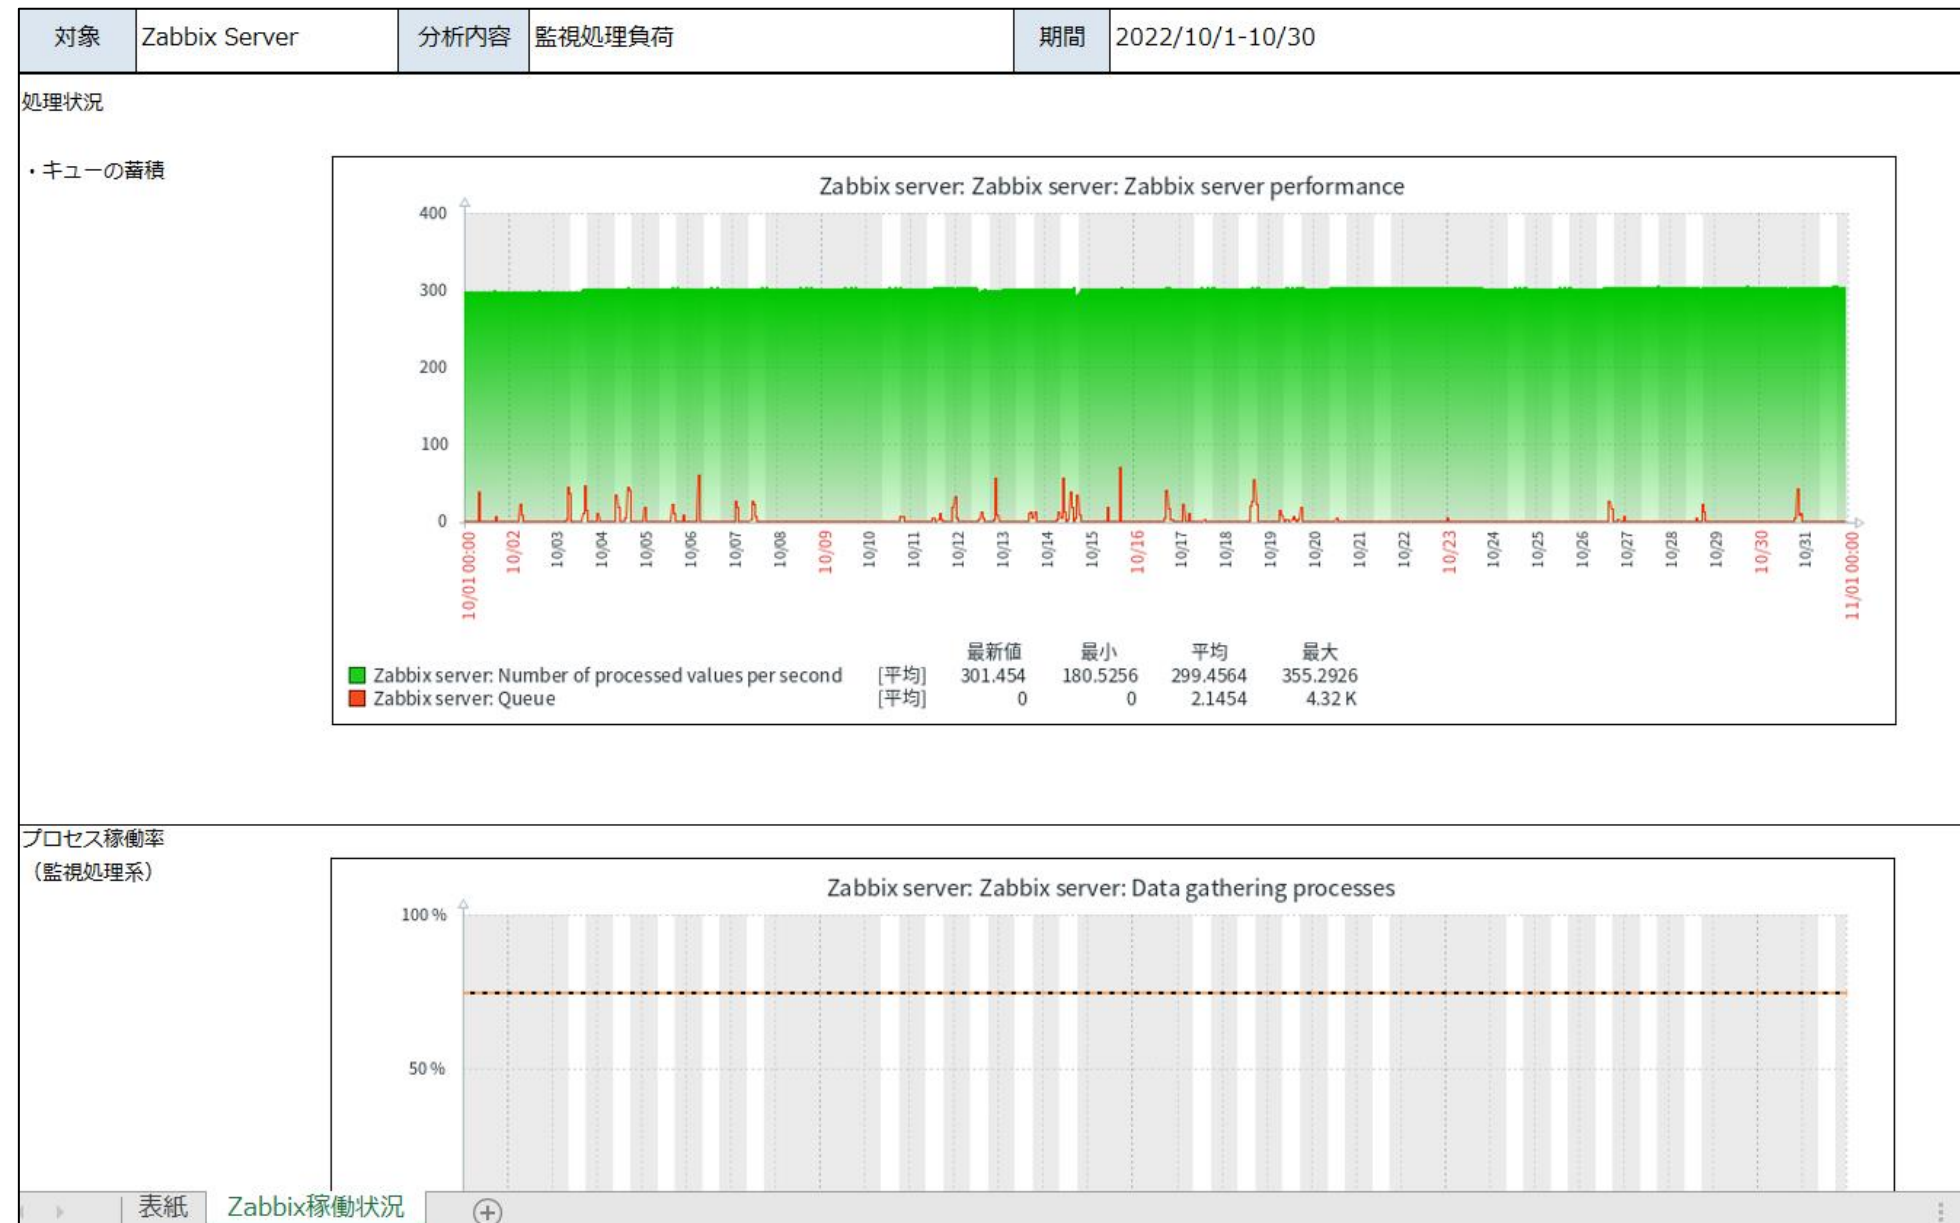 対象 Zabbix Server 分析内容 監視処理負荷 期間 2022/10/1-10/30
処理状況
・キューの蓄積
Zabbix server: Zabbix server: Zabbix server performance
400
300
200
100
0
10/01 00:00 10/02 10/03 10/04 10/05 10/06 10/07 10/08 10/09 10/10 10/11 10/12 10/13 10/14 10/15 10/16 10/17 10/18 10/19 10/20 10/21 10/22 10/23 10/24 10/25 10/26 10/27 10/28 10/29 10/30 10/31 11/01 00:00
最新値 最小 平均 最大
Zabbix server: Number of processed values per second [平均] 301.454 180.5256 299.4564 355.2926
Zabbix server: Queue [平均] 0 0 2.1454 4.32 K
プロセス稼働率
（監視処理系）
Zabbix server: Zabbix server: Data gathering processes
100 %
50 %
表紙 Zabbix稼働状況